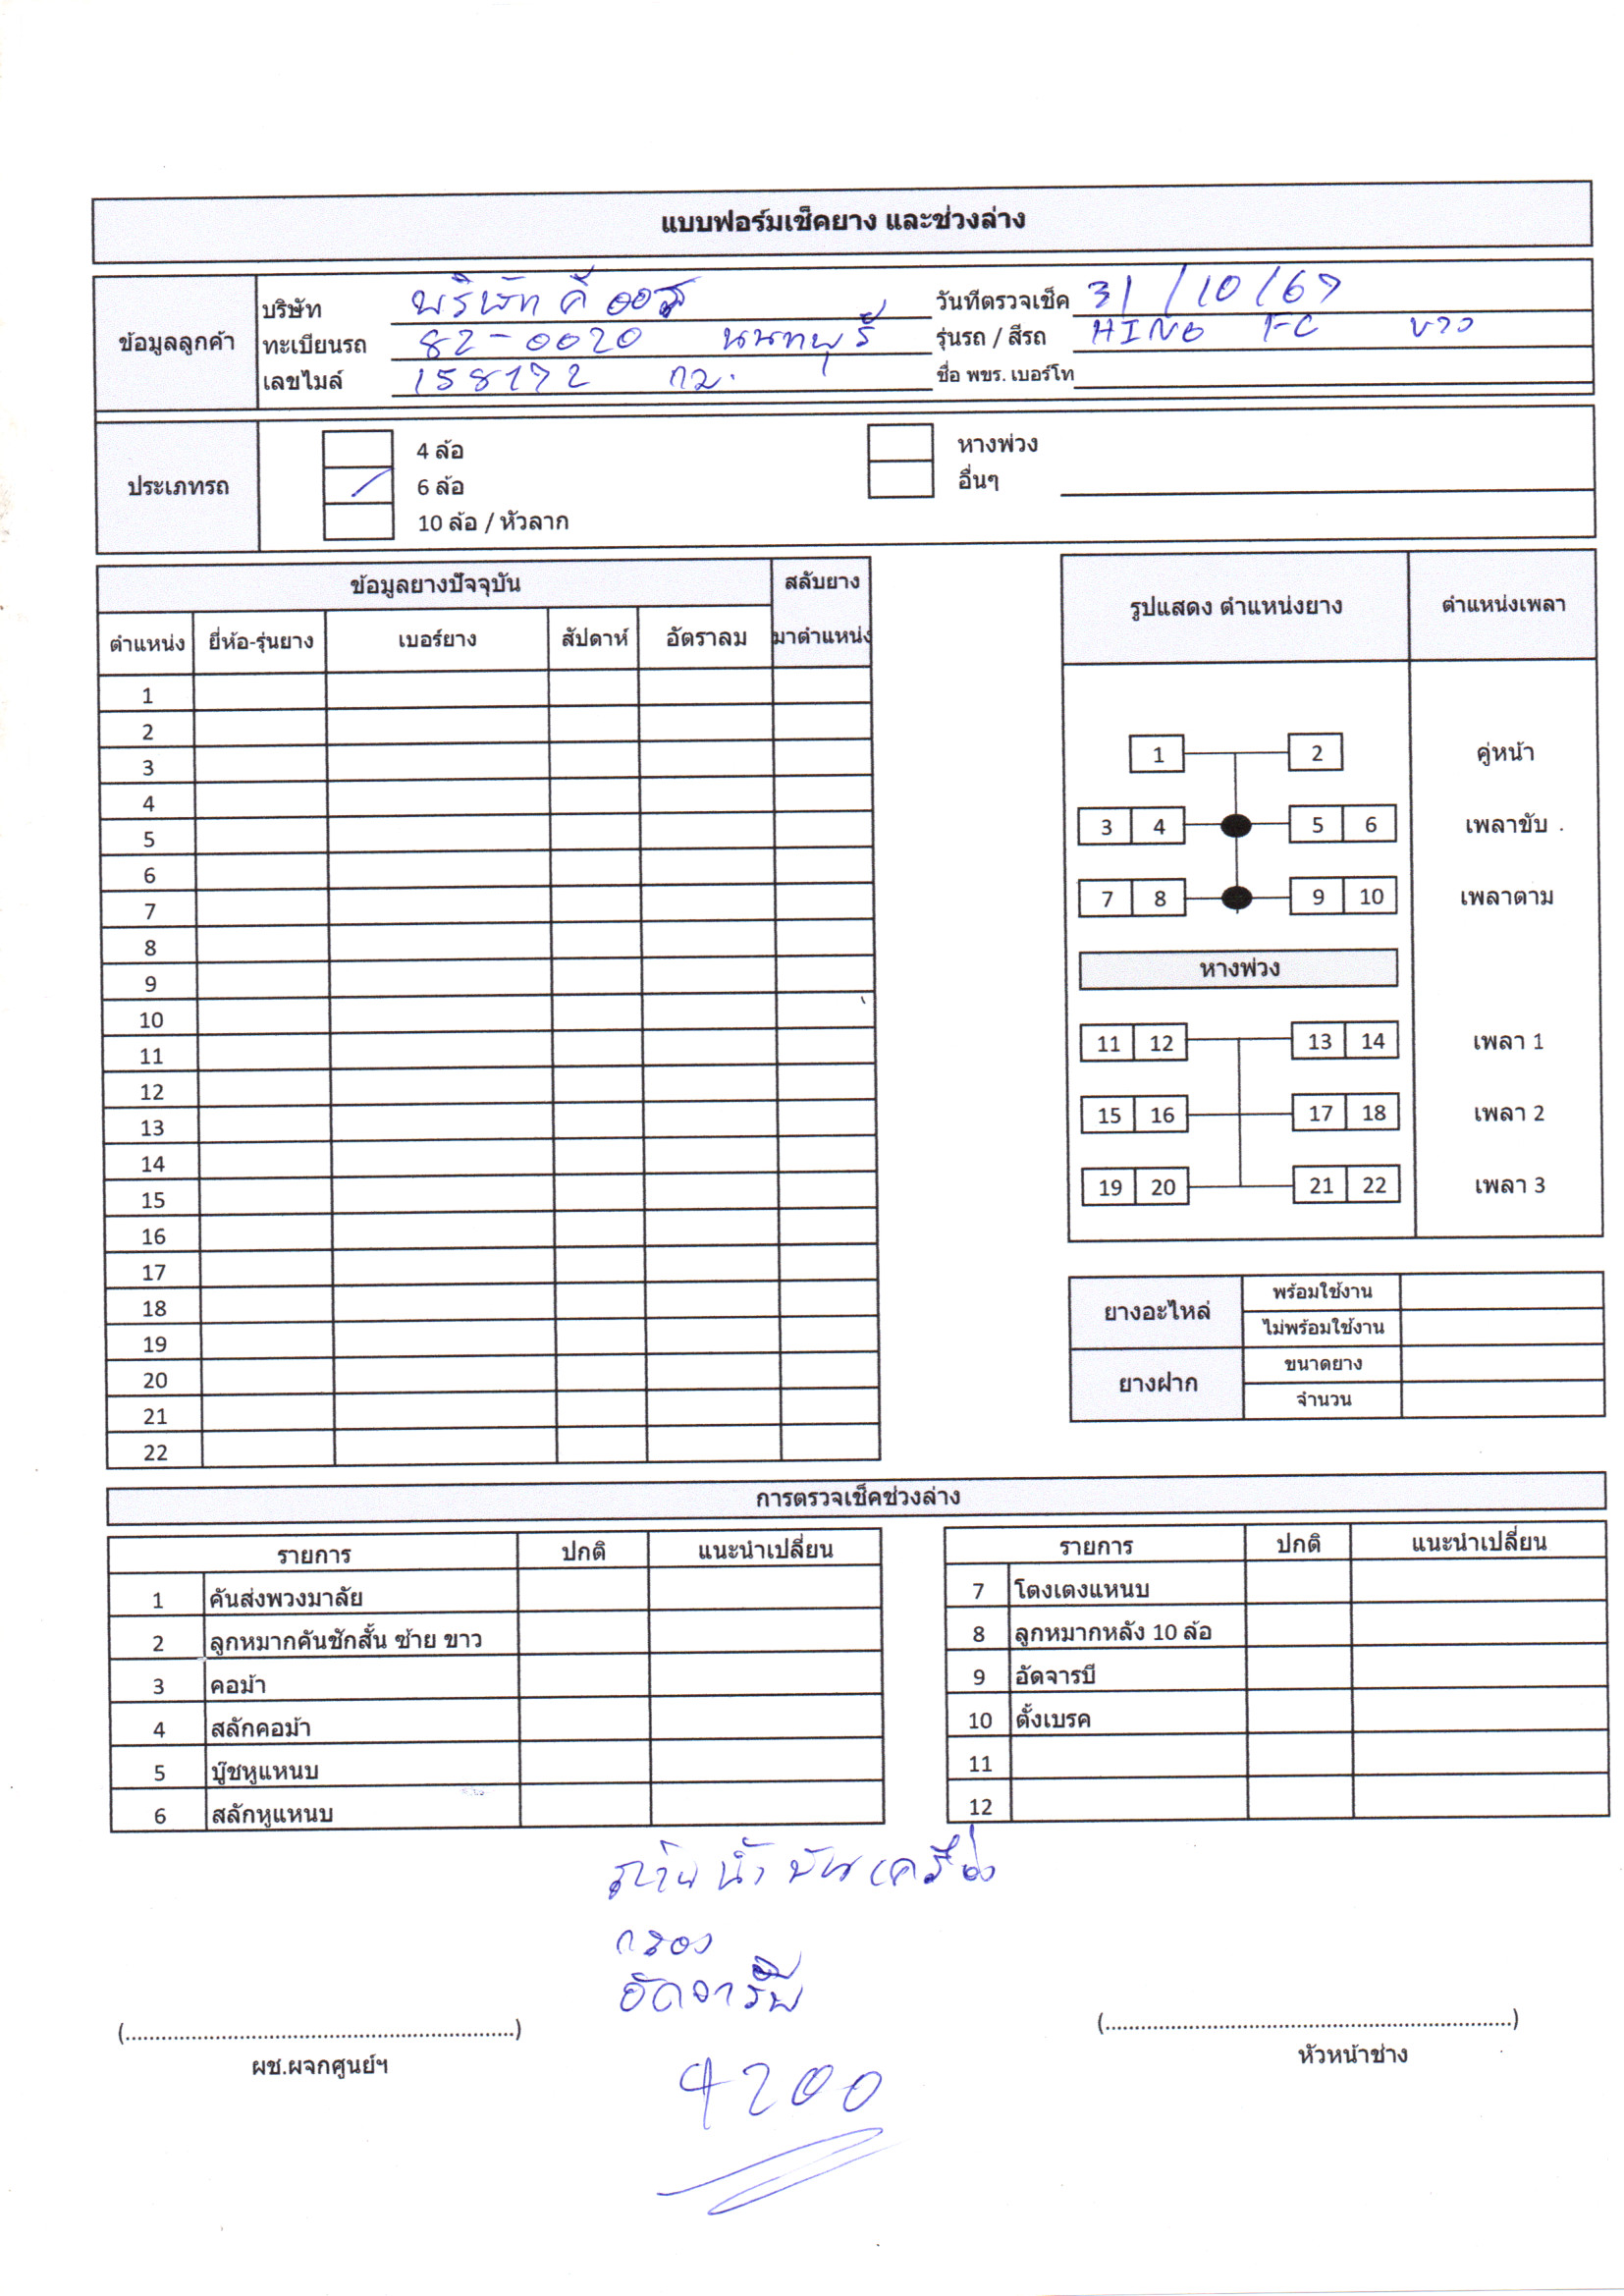 แบบฟอร์มเช็คยาง และช่วงล่าง
ข้อมูลลูกค้า
บริษัท บริษัท คี ออส วันที่ตรวจเช็ค 31/10/67
ทะเบียนรถ 82-0020 นนทบุรี รุ่นรถ / สีรถ HINO FC ขาว
เลขไมล์ 158172 กม. ชื่อ พขร. เบอร์โท
ประเภทรถ
4 ล้อ หางพ่วง
6 ล้อ อื่นๆ
10 ล้อ / หัวลาก
ข้อมูลยางปัจจุบัน สลับยาง
ตำแหน่ง ยี่ห้อ-รุ่นยาง เบอร์ยาง สัปดาห์ อัตราลม มาตำแหน่ง
1
2
3
4
5
6
7
8
9
10
11
12
13
14
15
16
17
18
19
20
21
22
รูปแสดง ตำแหน่งยาง ตำแหน่งเพลา
1 2 คู่หน้า
3 4 5 6 เพลาขับ
7 8 9 10 เพลาตาม
หางพ่วง
11 12 13 14 เพลา 1
15 16 17 18 เพลา 2
19 20 21 22 เพลา 3
ยางอะไหล่ พร้อมใช้งาน
ไม่พร้อมใช้งาน
ยางฝาก ขนาดยาง
จำนวน
การตรวจเช็คช่วงล่าง
รายการ ปกติ แนะนำเปลี่ยน
1 คันส่งพวงมาลัย
2 ลูกหมากคันชักสั้น ซ้าย ขาว
3 คอม้า
4 สลักคอม้า
5 บู๊ชหูแหนบ
6 สลักหูแหนบ
รายการ ปกติ แนะนำเปลี่ยน
7 โตงเตงแหนบ
8 ลูกหมากหลัง 10 ล้อ
9 อัดจารบี
10 ตั้งเบรค
11
12
ถ่ายน้ำมันเครื่อง
กรอง
อัดจารบี
4200
(..................................................................)
ผช.ผจกศูนย์ฯ
(......................................................................)
หัวหน้าช่าง